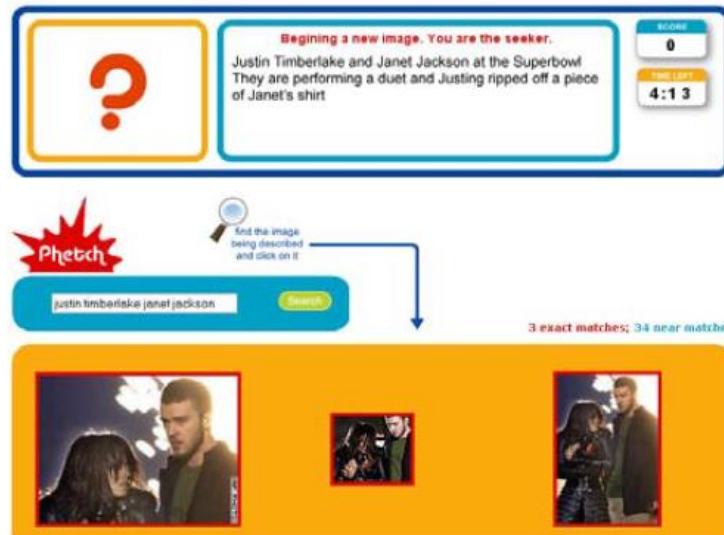 Begining a new image. You are the seeker.
Justin Timberlake and Janet Jackson at the Superbowl
They are performing a duet and Justing ripped off a piece
of Janet's shirt
SCORE
0
TIME LEFT
4:13
?
Phetch
find the image
being described
and click on it
justin timberlake janet jackson
Search
3 exact matches; 34 near matche